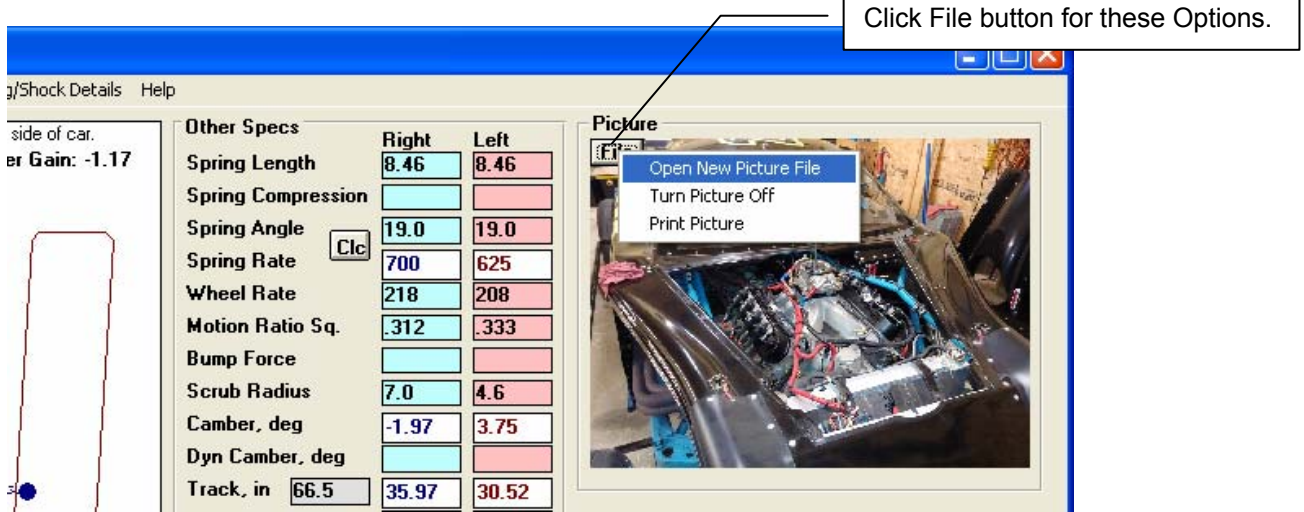 Click File button for these Options.
g/Shock Details Help
side of car.
er Gain: -1.17
Other Specs
Right Left
Spring Length 8.46 8.46
Spring Compression
Spring Angle 19.0 19.0
Clc
Spring Rate 700 625
Wheel Rate 218 208
Motion Ratio Sq. .312 .333
Bump Force
Scrub Radius 7.0 4.6
Camber, deg -1.97 3.75
Dyn Camber, deg
Track, in 66.5 35.97 30.52
Picture
File
Open New Picture File
Turn Picture Off
Print Picture